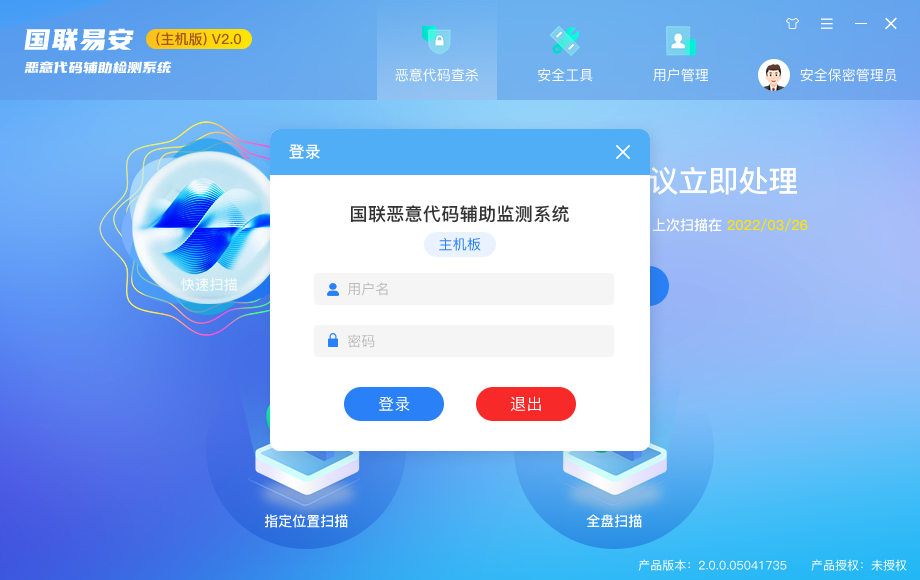 国联易安 (主机版) V2.0
恶意代码辅助检测系统
恶意代码查杀 安全工具 用户管理 安全保密管理员
登录
议立即处理
国联恶意代码辅助监测系统
上次扫描在 2022/03/26
主机板
快速扫描
用户名
密码
登录 退出
指定位置扫描 全盘扫描
产品版本: 2.0.0.05041735 产品授权: 未授权